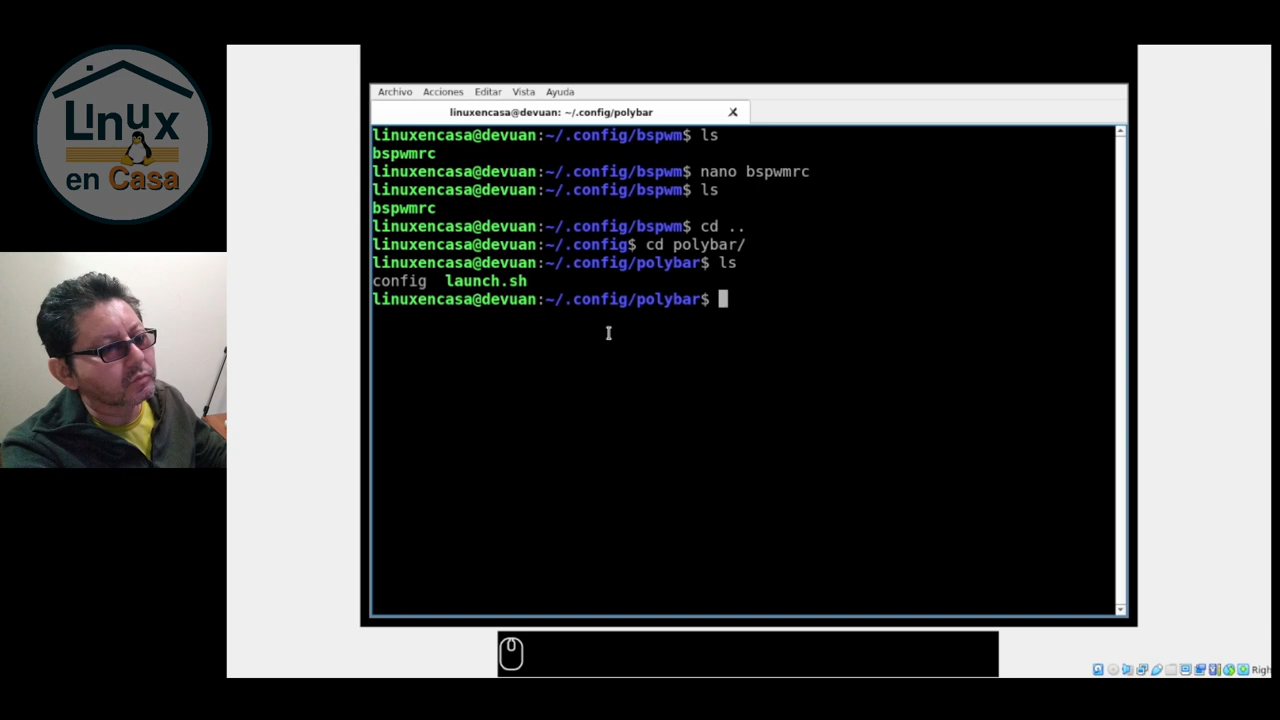 Linux
en Casa
Archivo Acciones Editar Vista Ayuda
linuxencasa@devuan: ~/.config/polybar X
linuxencasa@devuan:~/.config/bspwm$ ls
bspwmrc
linuxencasa@devuan:~/.config/bspwm$ nano bspwmrc
linuxencasa@devuan:~/.config/bspwm$ ls
bspwmrc
linuxencasa@devuan:~/.config/bspwm$ cd ..
linuxencasa@devuan:~/.config$ cd polybar/
linuxencasa@devuan:~/.config/polybar$ ls
config launch.sh
linuxencasa@devuan:~/.config/polybar$
Righ